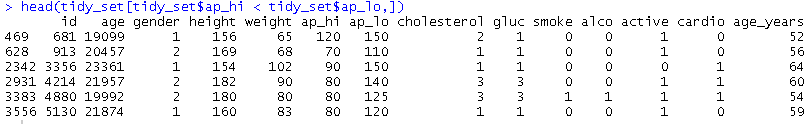 > head(tidy_set[tidy_set$ap_hi < tidy_set$ap_lo,])
id age gender height weight ap_hi ap_lo cholesterol gluc smoke alco active cardio age_years
469 681 19099 1 156 65 120 150 2 1 0 0 1 0 52
628 913 20457 2 169 68 70 110 1 1 0 0 1 0 56
2342 3356 23361 1 154 102 90 150 1 1 0 0 0 1 64
2931 4214 21957 2 182 90 80 140 3 3 0 0 1 1 60
3383 4880 19992 2 180 80 80 125 3 3 1 1 1 1 54
3556 5130 21874 1 160 83 80 120 1 1 0 0 1 0 59